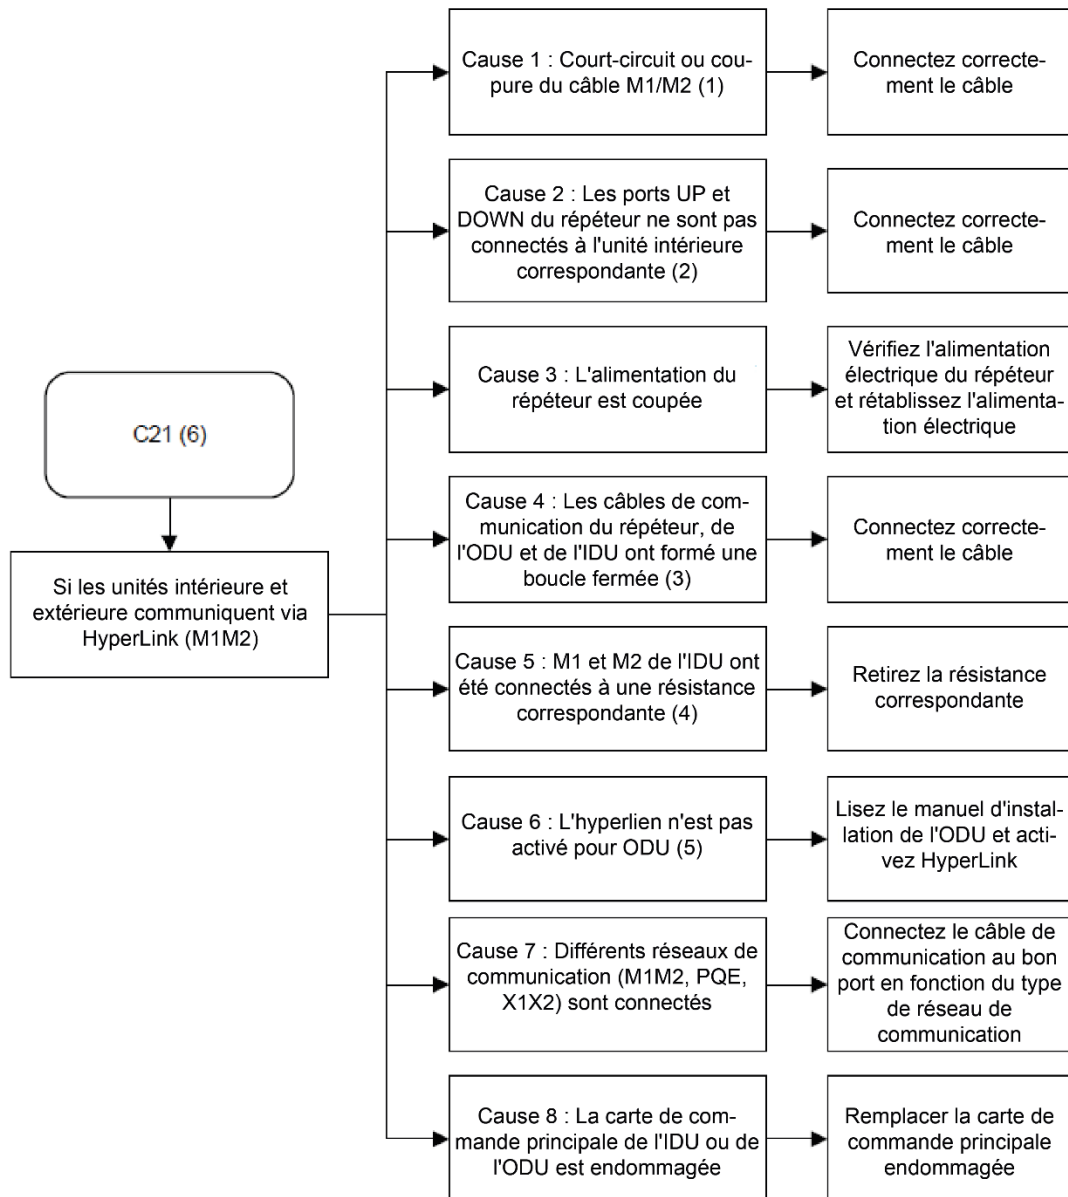 C21 (6)
Si les unités intérieure et
extérieure communiquent via
HyperLink (M1M2)
Cause 1 : Court-circuit ou cou-
pure du câble M1/M2 (1)
Connectez correcte-
ment le câble
Cause 2 : Les ports UP et
DOWN du répéteur ne sont pas
connectés à l'unité intérieure
correspondante (2)
Connectez correcte-
ment le câble
Cause 3 : L'alimentation du
répéteur est coupée
Vérifiez l'alimentation
électrique du répéteur
et rétablissez l'alimenta-
tion électrique
Cause 4 : Les câbles de com-
munication du répéteur, de
l'ODU et de l'IDU ont formé une
boucle fermée (3)
Connectez correcte-
ment le câble
Cause 5 : M1 et M2 de l'IDU ont
été connectés à une résistance
correspondante (4)
Retirez la résistance
correspondante
Cause 6 : L'hyperlien n'est pas
activé pour ODU (5)
Lisez le manuel d'instal-
lation de l'ODU et acti-
vez HyperLink
Cause 7 : Différents réseaux de
communication (M1M2, PQE,
X1X2) sont connectés
Connectez le câble de
communication au bon
port en fonction du type
de réseau de
communication
Cause 8 : La carte de com-
mande principale de l'IDU ou de
l'ODU est endommagée
Remplacer la carte de
commande principale
endommagée